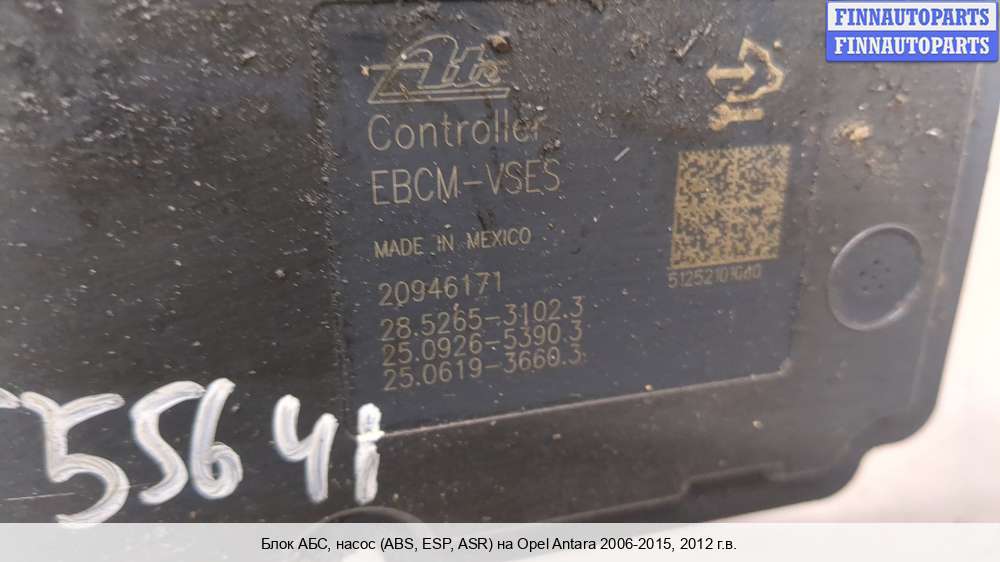 FINNAUTOPARTS
FINNAUTOPARTS
Ate
Controller
EBCM-VSES
MADE IN MEXICO
20946171
28.5265-3102.3
25.0926-5390.3
25.0619-3660.3
55641
Блок АБС, насос (ABS, ESP, ASR) на Opel Antara 2006-2015, 2012 г.в.